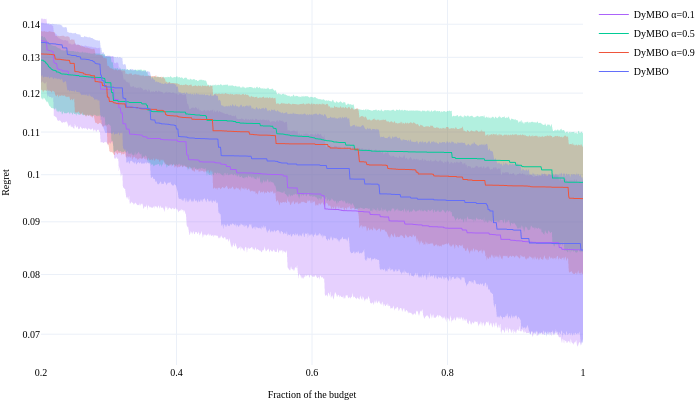 0.14
0.13
0.12
0.11
0.1
0.09
0.08
0.07
Regret
0.2 0.4 0.6 0.8 1
Fraction of the budget
DyMBO α=0.1
DyMBO α=0.5
DyMBO α=0.9
DyMBO